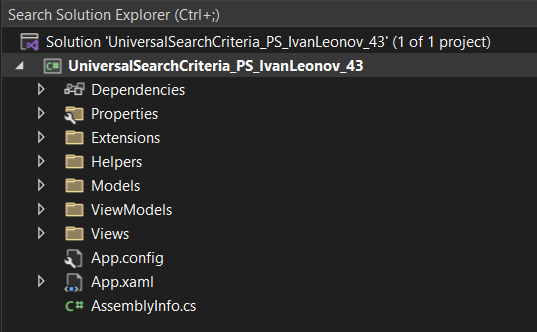 Search Solution Explorer (Ctrl+;)
Solution 'UniversalSearchCriteria_PS_IvanLeonov_43' (1 of 1 project)
C# UniversalSearchCriteria_PS_IvanLeonov_43
Dependencies
Properties
Extensions
Helpers
Models
ViewModels
Views
App.config
App.xaml
C# AssemblyInfo.cs